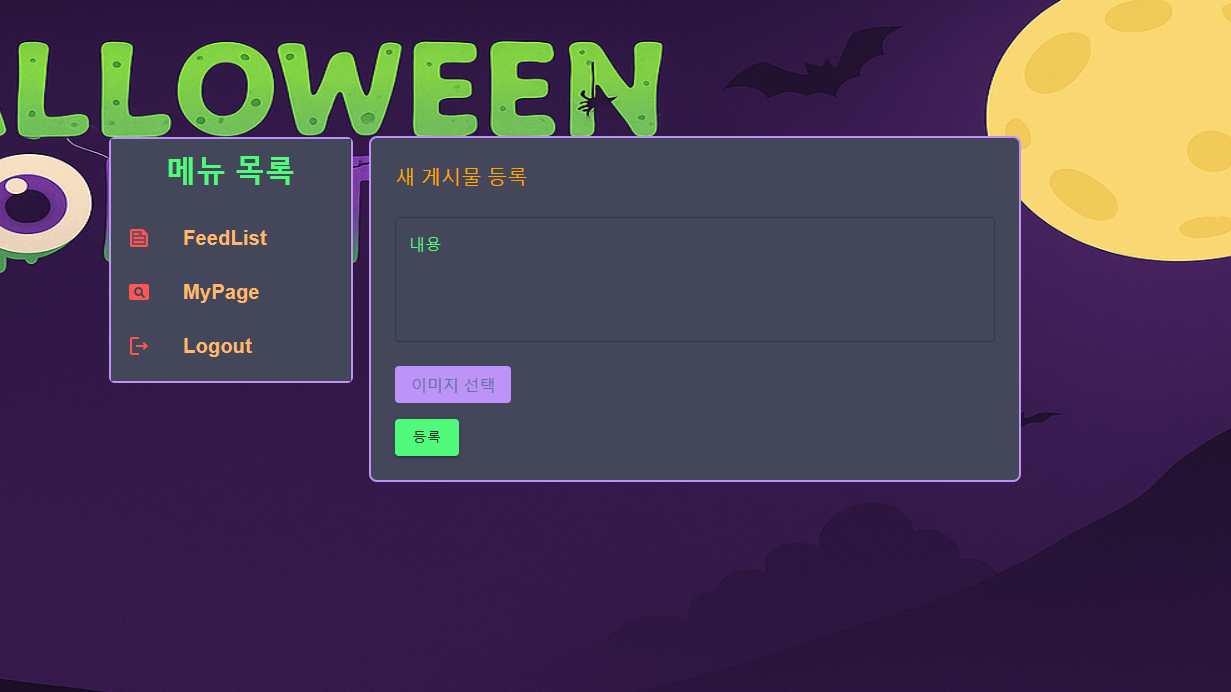 ALLOWEEN
메뉴 목록
FeedList
MyPage
Logout
새 게시물 등록
내용
이미지 선택
등록